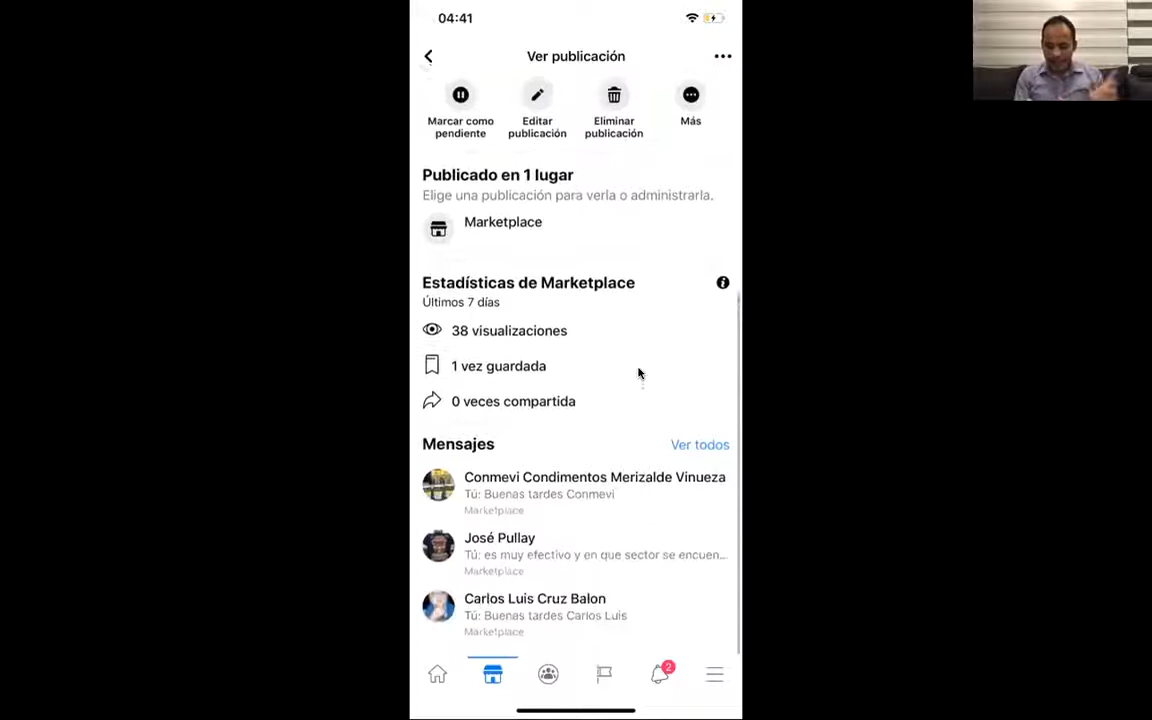 04:41
Ver publicación
Marcar como
pendiente
Editar
publicación
Eliminar
publicación
Más
Publicado en 1 lugar
Elige una publicación para verla o administrarla.
Marketplace
Estadísticas de Marketplace
Últimos 7 días
38 visualizaciones
1 vez guardada
0 veces compartida
Mensajes
Ver todos
Conmevi Condimentos Merizalde Vinueza
Tú: Buenas tardes Conmevi
Marketplace
José Pullay
Tú: es muy efectivo y en que sector se encuen...
Marketplace
Carlos Luis Cruz Balon
Tú: Buenas tardes Carlos Luis
Marketplace
2